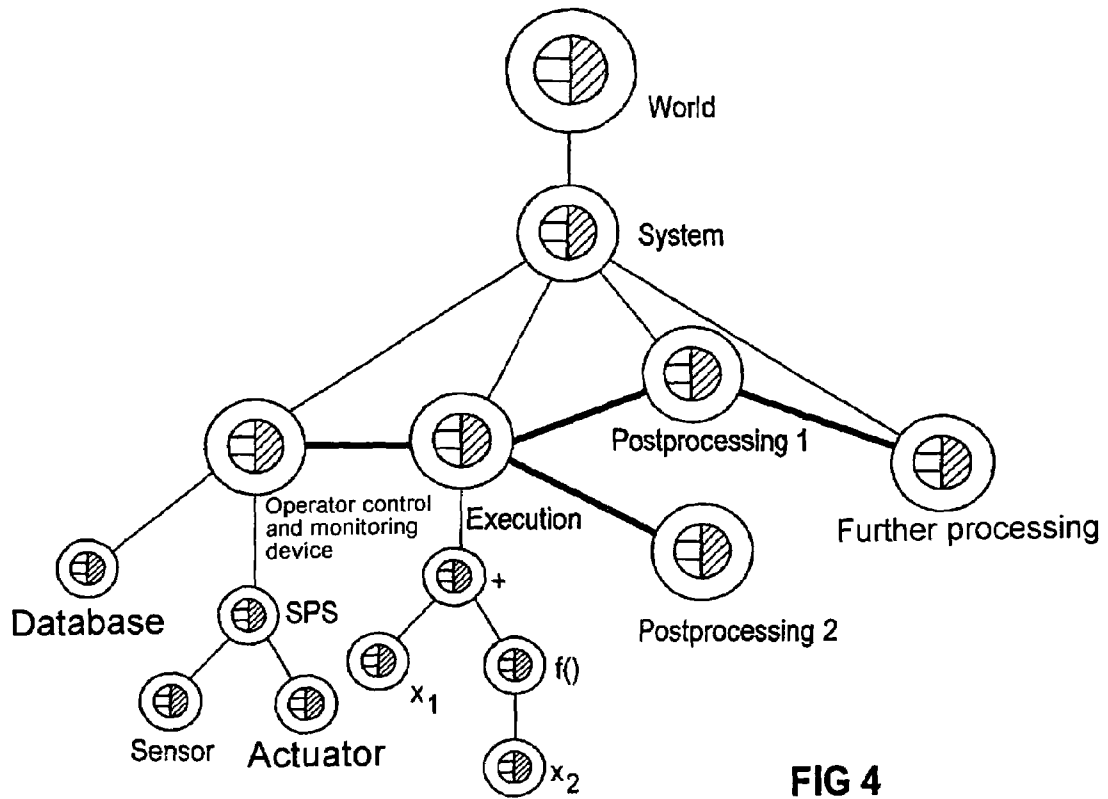 World
System
Postprocessing 1
Operator control
and monitoring
device
Execution
Further processing
Database
SPS
+
Postprocessing 2
x1
f()
Sensor
Actuator
x2
FIG 4